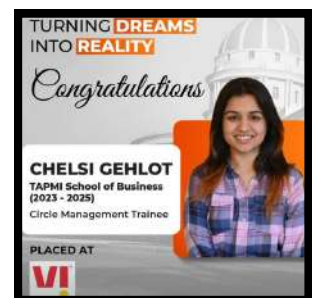 TURNING DREAMS
INTO REALITY
Congratulations
CHELSI GEHLOT
TAPMI School of Business
(2023 - 2025)
Circle Management Trainee
PLACED AT
VI